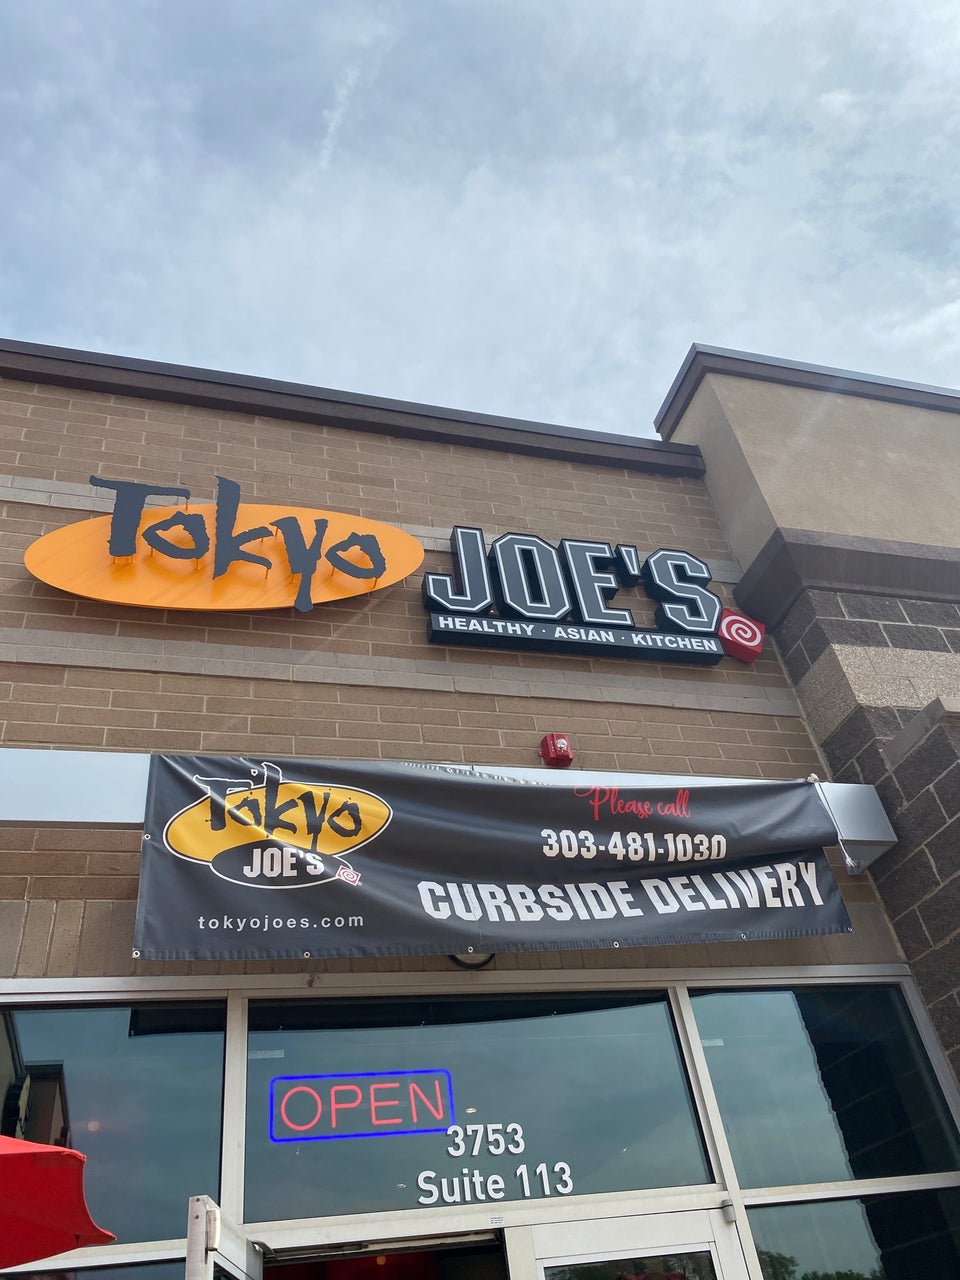 Tokyo
JOE'S
HEALTHY · ASIAN · KITCHEN
Tokyo
JOE'S
tokyojoes.com
Please call
303-481-1030
CURBSIDE DELIVERY
OPEN
3753
Suite 113